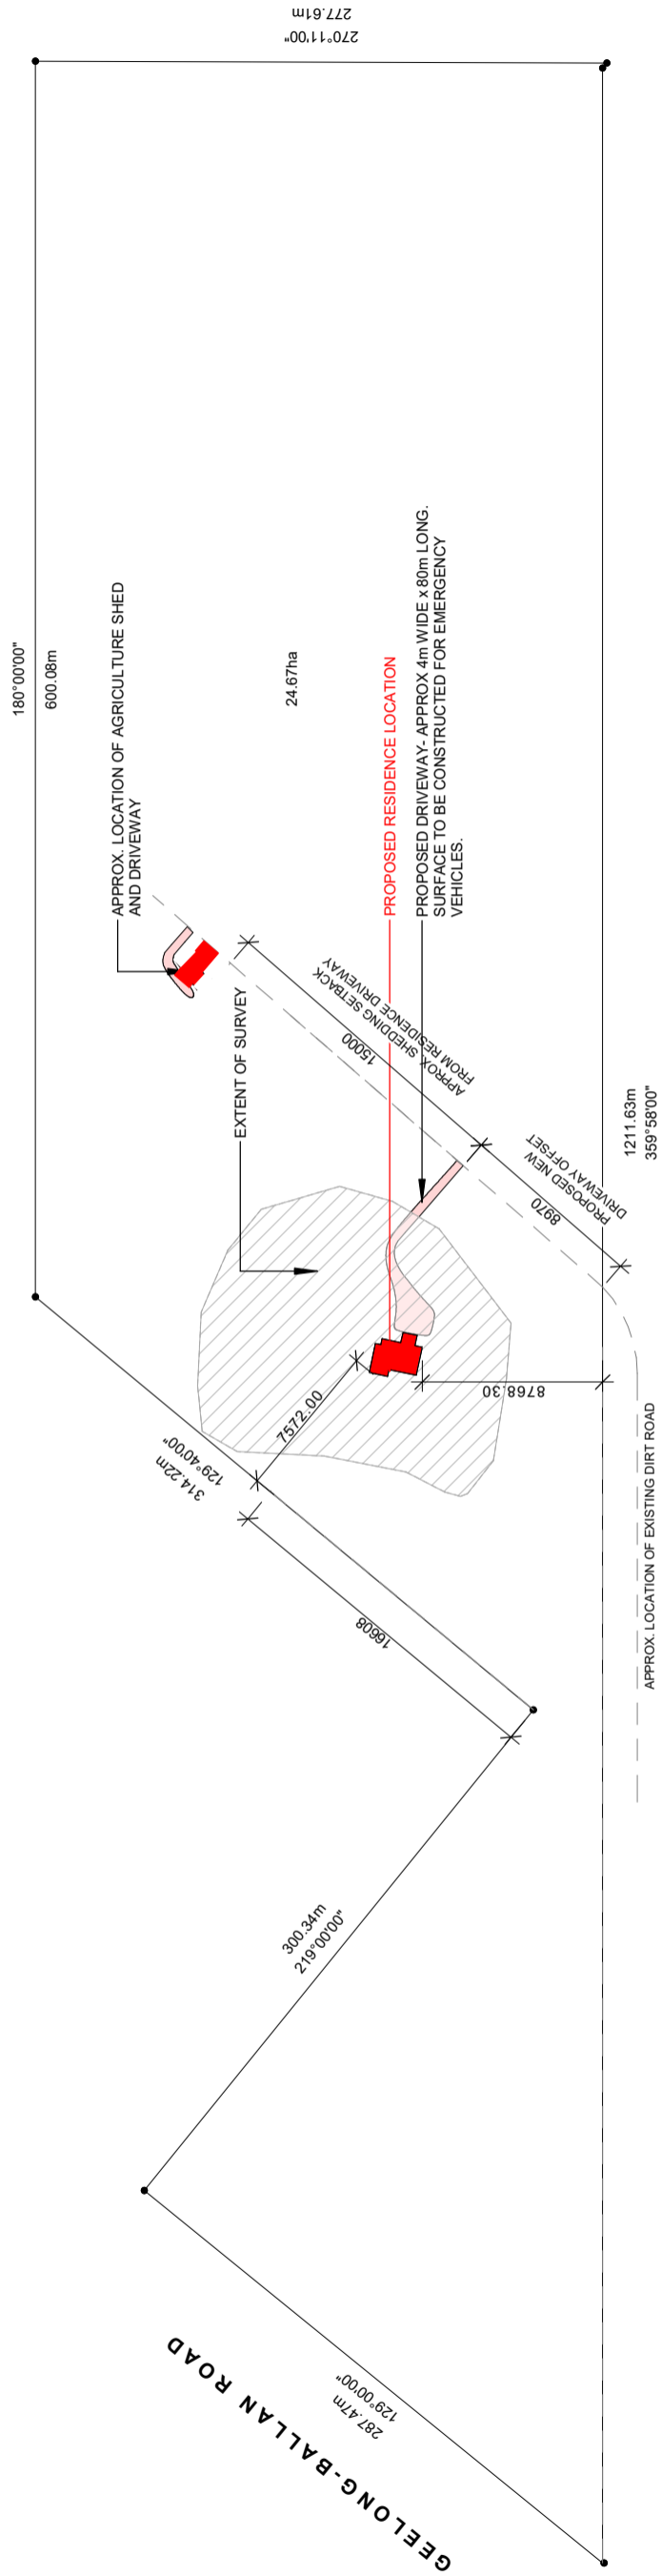 270°11'00"
277.61m
180°00'00"
600.08m
APPROX. LOCATION OF AGRICULTURE SHED
AND DRIVEWAY
24.67ha
PROPOSED RESIDENCE LOCATION
PROPOSED DRIVEWAY- APPROX 4m WIDE x 80m LONG.
SURFACE TO BE CONSTRUCTED FOR EMERGENCY
VEHICLES.
EXTENT OF SURVEY
15000
APPROX. SHEDDING SETBACK
FROM RESIDENCE DRIVEWAY
8970
PROPOSED NEW
DRIVEWAY OFFSET
1211.63m
359°58'00"
7572.00
8768.30
314.22m
129°40'00"
16608
APPROX. LOCATION OF EXISTING DIRT ROAD
300.34m
219°00'00"
GEELONG-BALLAN ROAD
287.47m
129°00'00"